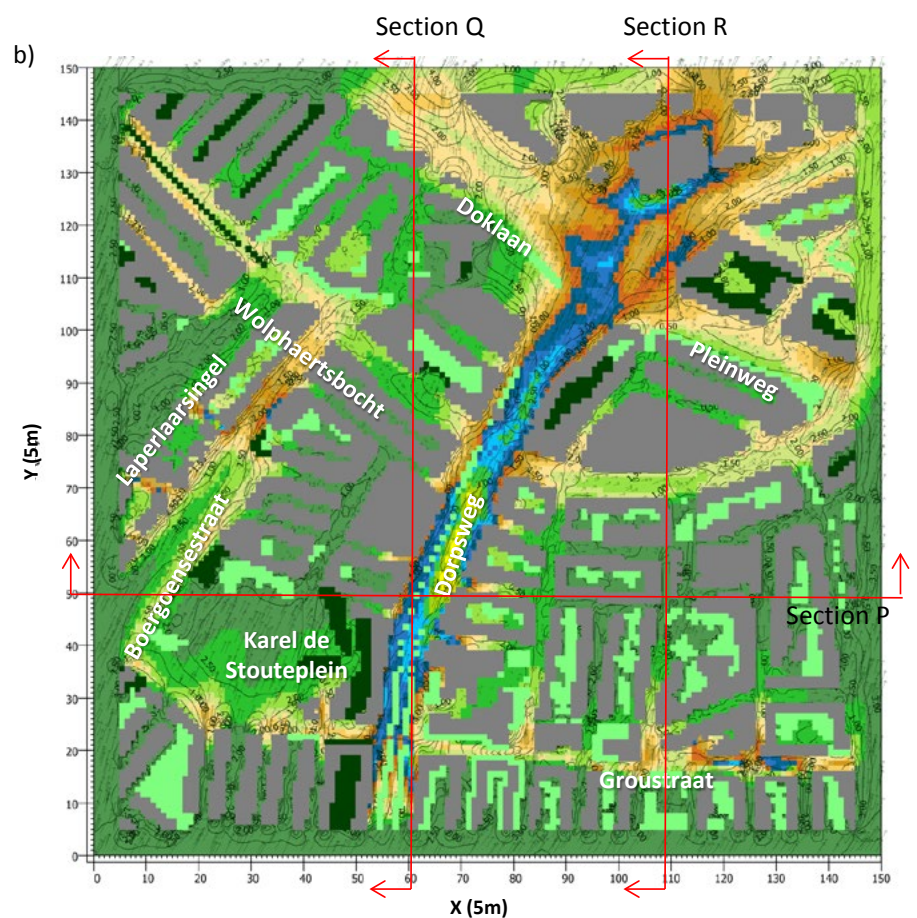 Section Q
Section R
b)
150
140
130
120
110
100
90
80
70
60
50
40
30
20
10
0
Y (5m)
Doklaan
Wolphaertsbocht
Laperlaarsingel
Pleinweg
Boergoensestraat
Dorpsweg
Section P
Karel de
Stouteplein
Groustraat
0 10 20 30 40 50 60 70 80 90 100 110 120 130 140 150
X (5m)